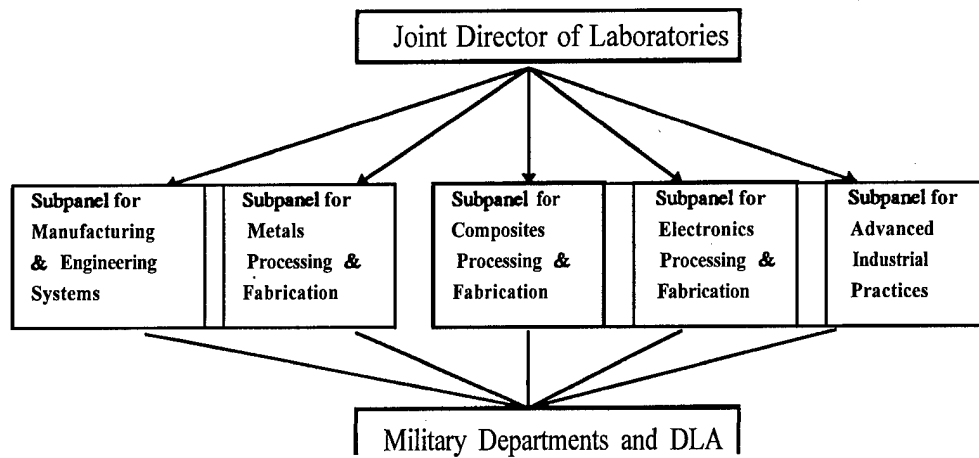 Joint Director of Laboratories
Subpanel for
Manufacturing
& Engineering
Systems
Subpanel for
Metals
Processing &
Fabrication
Subpanel for
Composites
Processing &
Fabrication
Subpanel for
Electronics
Processing &
Fabrication
Subpanel for
Advanced
Industrial
Practices
Military Departments and DLA